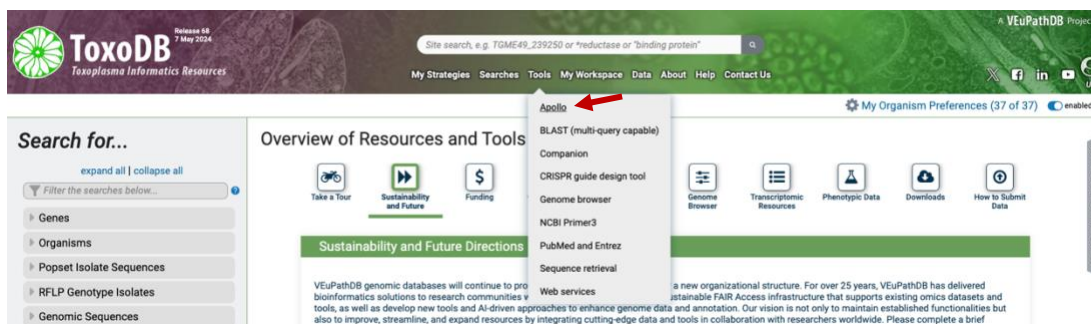 A VEuPathDB Projec
Release 68
7 May 2024
ToxoDB
Toxoplasma Informatics Resources
Site search, e.g. TGME49_239250 or *reductase or "binding protein"
My Strategies Searches Tools My Workspace Data About Help Contact Us
My Organism Preferences (37 of 37) enabled
Apollo
BLAST (multi-query capable)
Companion
CRISPR guide design tool
Genome browser
NCBI Primer3
PubMed and Entrez
Sequence retrieval
Web services
Search for...
expand all | collapse all
Filter the searches below...
Genes
Organisms
Popset Isolate Sequences
RFLP Genotype Isolates
Genomic Sequences
Overview of Resources and Tools
Take a Tour
Sustainability and Future
Funding
Genome Browser
Transcriptomic Resources
Phenotypic Data
Downloads
How to Submit Data
Sustainability and Future Directions
VEuPathDB genomic databases will continue to pro a new organizational structure. For over 25 years, VEuPathDB has delivered
bioinformatics solutions to research communities w ustainable FAIR Access infrastructure that supports existing omics datasets and
tools, as well as develop new tools and AI-driven approaches to enhance genome data and annotation. Our vision is not only to maintain established functionalities but
also to improve, streamline, and expand resources by integrating cutting-edge data and tools in collaboration with researchers worldwide. Please complete a brief